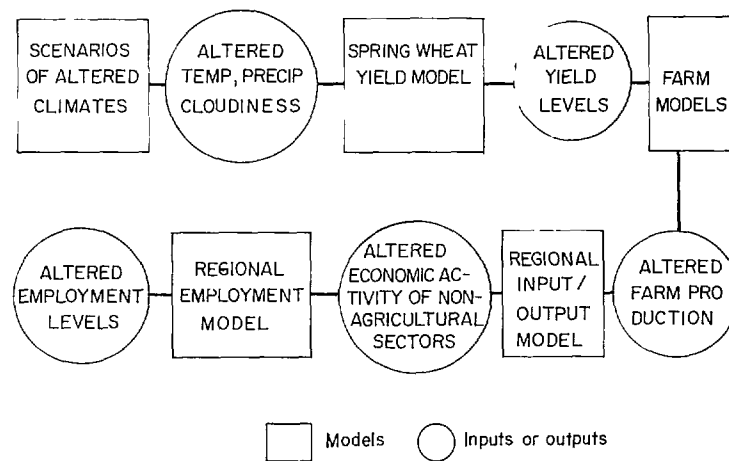 SCENARIOS
OF ALTERED
CLIMATES
ALTERED
TEMP, PRECIP
CLOUDINESS
SPRING WHEAT
YIELD MODEL
ALTERED
YIELD
LEVELS
FARM
MODELS
ALTERED
EMPLOYMENT
LEVELS
REGIONAL
EMPLOYMENT
MODEL
ALTERED
ECONOMIC AC-
TIVITY OF NON-
AGRICULTURAL
SECTORS
REGIONAL
INPUT/
OUTPUT
MODEL
ALTERED
FARM PRO
DUCTION
Models
Inputs or outputs